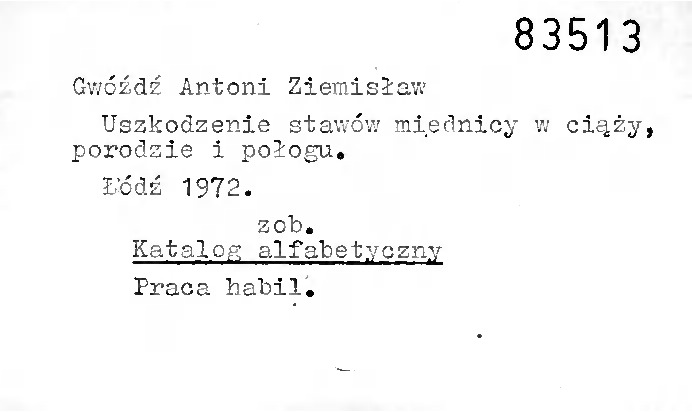 83513
Gwóźdź Antoni Ziemisław
Uszkodzenie stawów miednicy w ciąży,
porodzie i połogu.
Łódź 1972.
zob.
Katalog alfabetyczny
Praca habil.